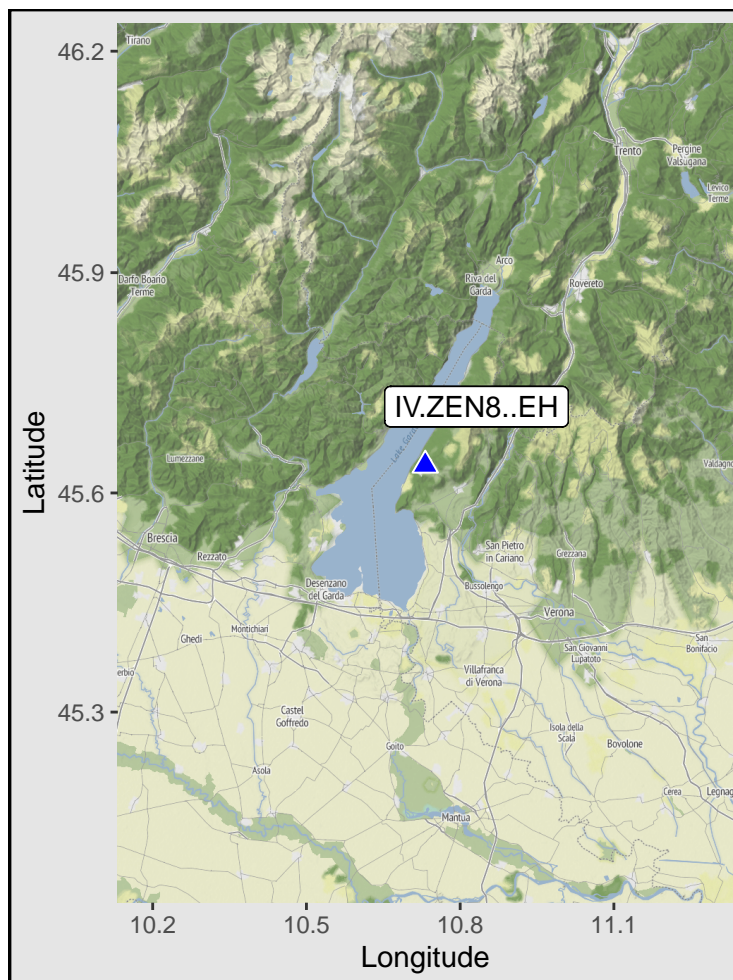 46.2
45.9
45.6
45.3
Latitude
10.2
10.5
10.8
11.1
Longitude
Tirano
Trento
Pergine
Valsugana
Levico
Terme
Arco
Riva del
Garda
Rovereto
Darfo Boario
Terme
IV.ZEN8..EH
Lumezzane
Valdagno
Brescia
Rezzato
San Pietro
in Cariano
Grezzana
Desenzano
del Garda
Bussolengo
Verona
Ghedi
Montichiari
San Giovanni
Lupatoto
San
Bonifacio
erbio
Villafranca
di Verona
Castel
Goffredo
Isola della
Scala
Bovolone
Goito
Asola
Cerea
Legnag
Mantua